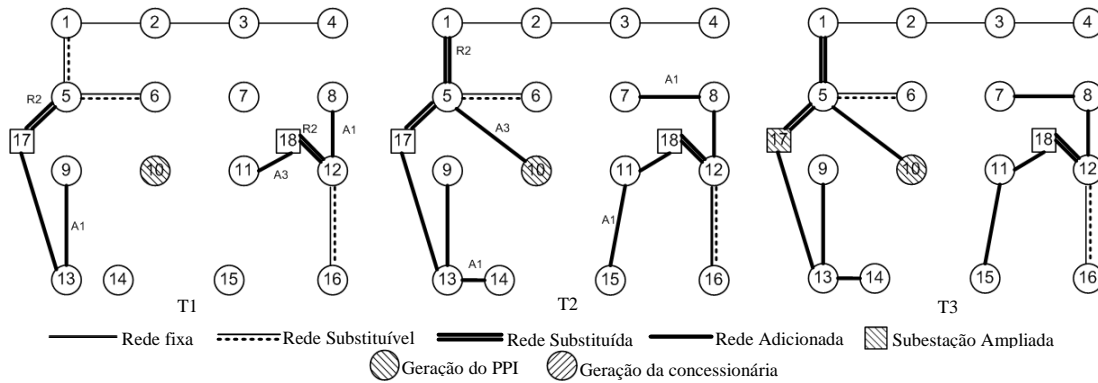 1 2 3 4 1 2 3 4 1 2 3 4
R2
5 6 7 8 5 6 7 8 5 6 7 8
R2 A1 A1
A3
17 18 R2 A1 17 18 17 18
9 10 11 12 9 10 11 12 9 10 11 12
A3
A1 A1
A1
13 14 15 16 13 14 15 16 13 14 15 16
T1 T2 T3
Rede fixa Rede Substituível Rede Substituída Rede Adicionada Subestação Ampliada
Geração do PPI Geração da concessionária